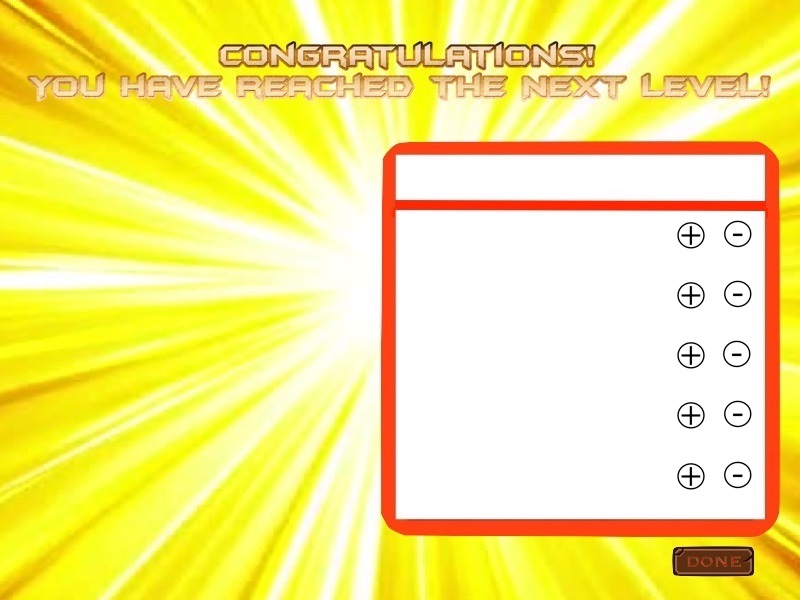 CONGRATULATIONS!
YOU HAVE REACHED THE NEXT LEVEL!
+ -
+ -
+ -
+ -
+ -
DONE